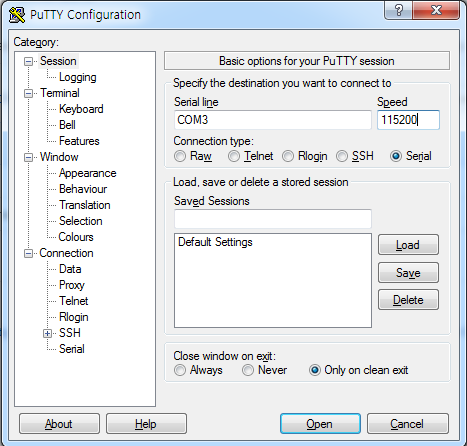 PuTTY Configuration
Category:
Session
Logging
Terminal
Keyboard
Bell
Features
Window
Appearance
Behaviour
Translation
Selection
Colours
Connection
Data
Proxy
Telnet
Rlogin
SSH
Serial
Basic options for your PuTTY session
Specify the destination you want to connect to
Serial line Speed
COM3 115200
Connection type:
Raw Telnet Rlogin SSH Serial
Load, save or delete a stored session
Saved Sessions
Default Settings
Load
Save
Delete
Close window on exit:
Always Never Only on clean exit
About Help Open Cancel